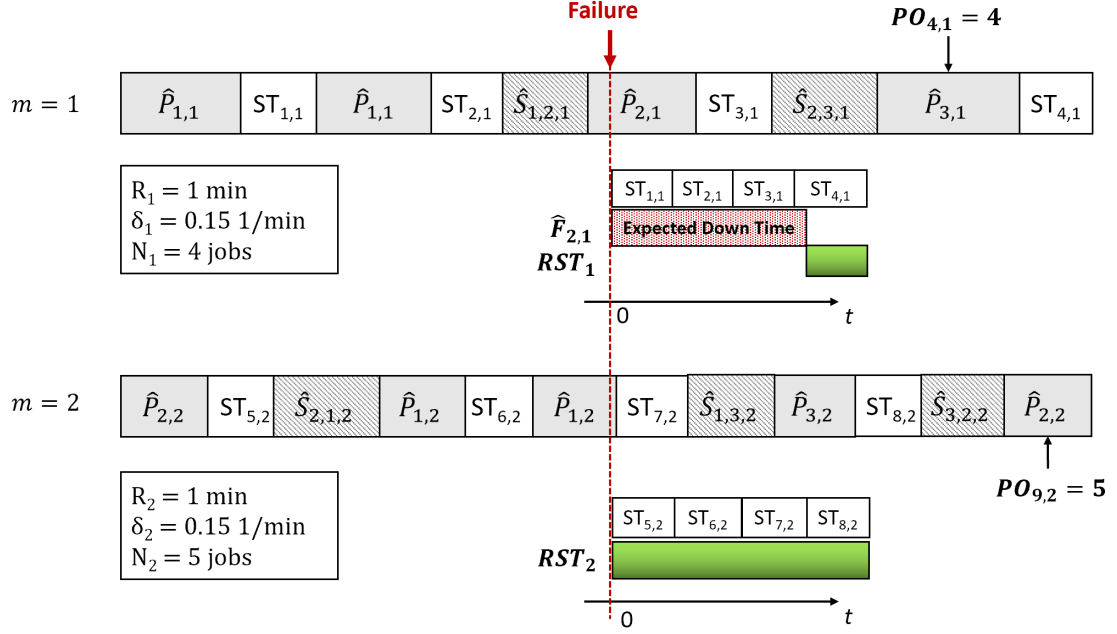 Failure
PO₄,₁ = 4
m = 1
P̂₁,₁ ST₁,₁ P̂₁,₁ ST₂,₁ Ŝ₁,₂,₁ P̂₂,₁ ST₃,₁ Ŝ₂,₃,₁ P̂₃,₁ ST₄,₁
R₁ = 1 min
δ₁ = 0.15 1/min
N₁ = 4 jobs
ST₁,₁ ST₂,₁ ST₃,₁ ST₄,₁
F̂₂,₁ Expected Down Time
RST₁
0 t
m = 2
P̂₂,₂ ST₅,₂ Ŝ₂,₁,₂ P̂₁,₂ ST₆,₂ P̂₁,₂ ST₇,₂ Ŝ₁,₃,₂ P̂₃,₂ ST₈,₂ Ŝ₃,₂,₂ P̂₂,₂
PO₉,₂ = 5
R₂ = 1 min
δ₂ = 0.15 1/min
N₂ = 5 jobs
ST₅,₂ ST₆,₂ ST₇,₂ ST₈,₂
RST₂
0 t